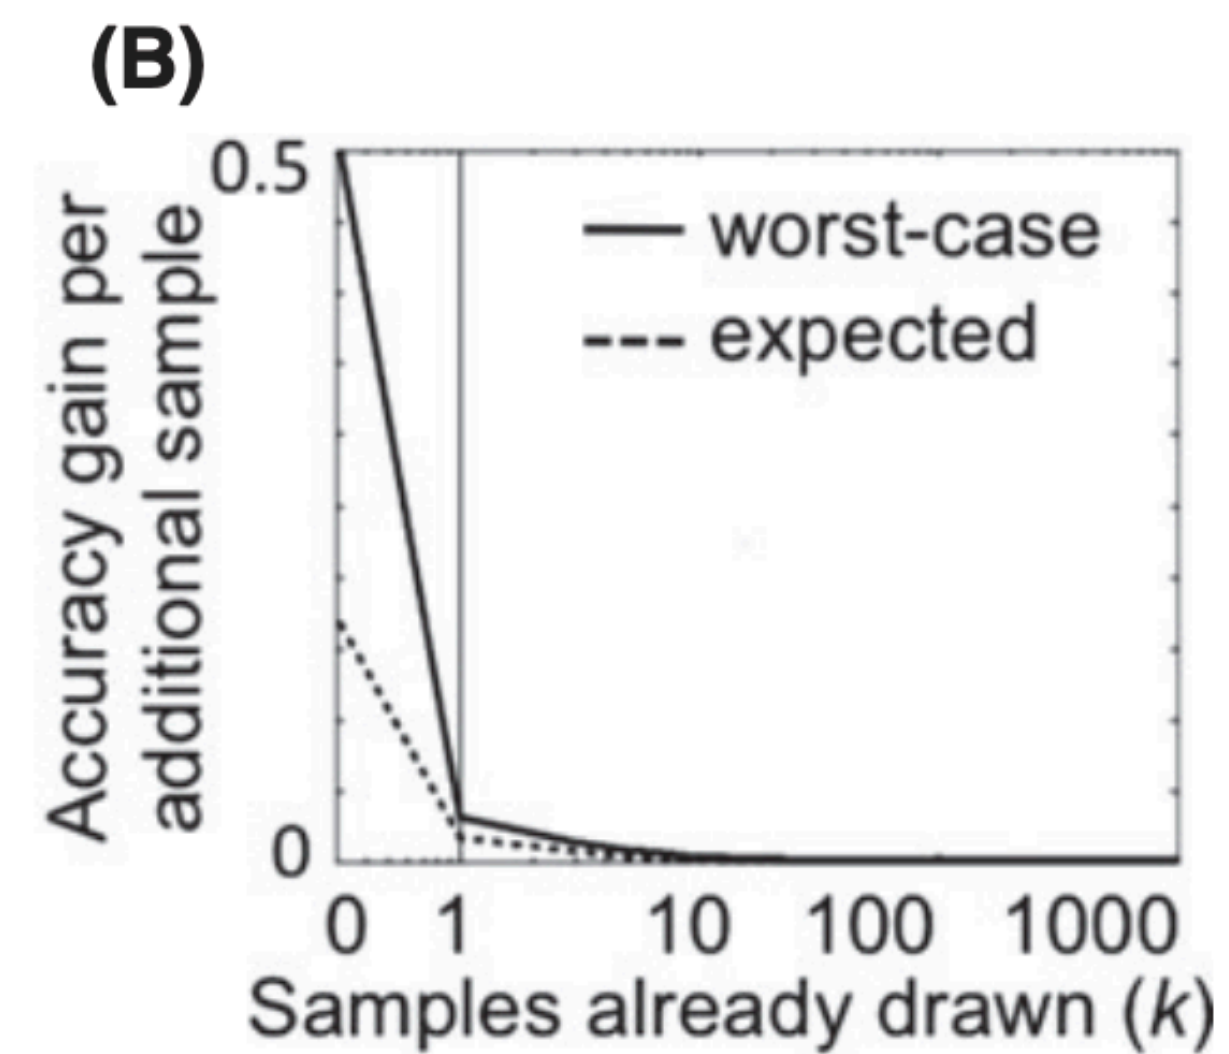 (B)
0.5
Accuracy gain per
additional sample
worst-case
expected
0
0 1 10 100 1000
Samples already drawn (k)